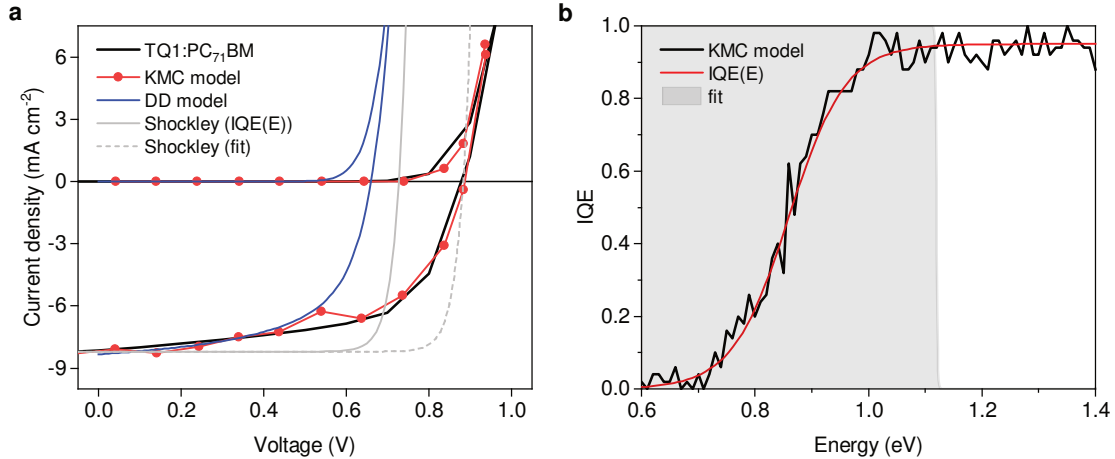 a
TQ1:PC71BM
KMC model
DD model
Shockley (IQE(E))
Shockley (fit)
6
3
0
-3
-6
-9
Current density (mA cm-2)
0.0 0.2 0.4 0.6 0.8 1.0
Voltage (V)
b
KMC model
IQE(E)
fit
1.0
0.8
0.6
0.4
0.2
0.0
IQE
0.6 0.8 1.0 1.2 1.4
Energy (eV)